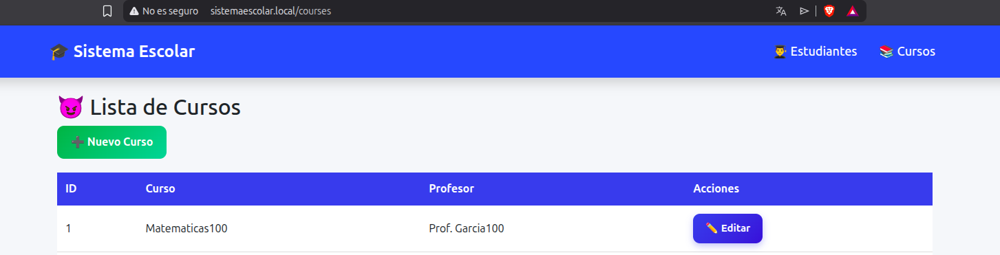 No es seguro sistemaescolar.local/courses
🎓 Sistema Escolar 👨‍🎓 Estudiantes 📚 Cursos
😈 Lista de Cursos
➕ Nuevo Curso
ID Curso Profesor Acciones
1 Matematicas100 Prof. Garcia100 ✏️ Editar